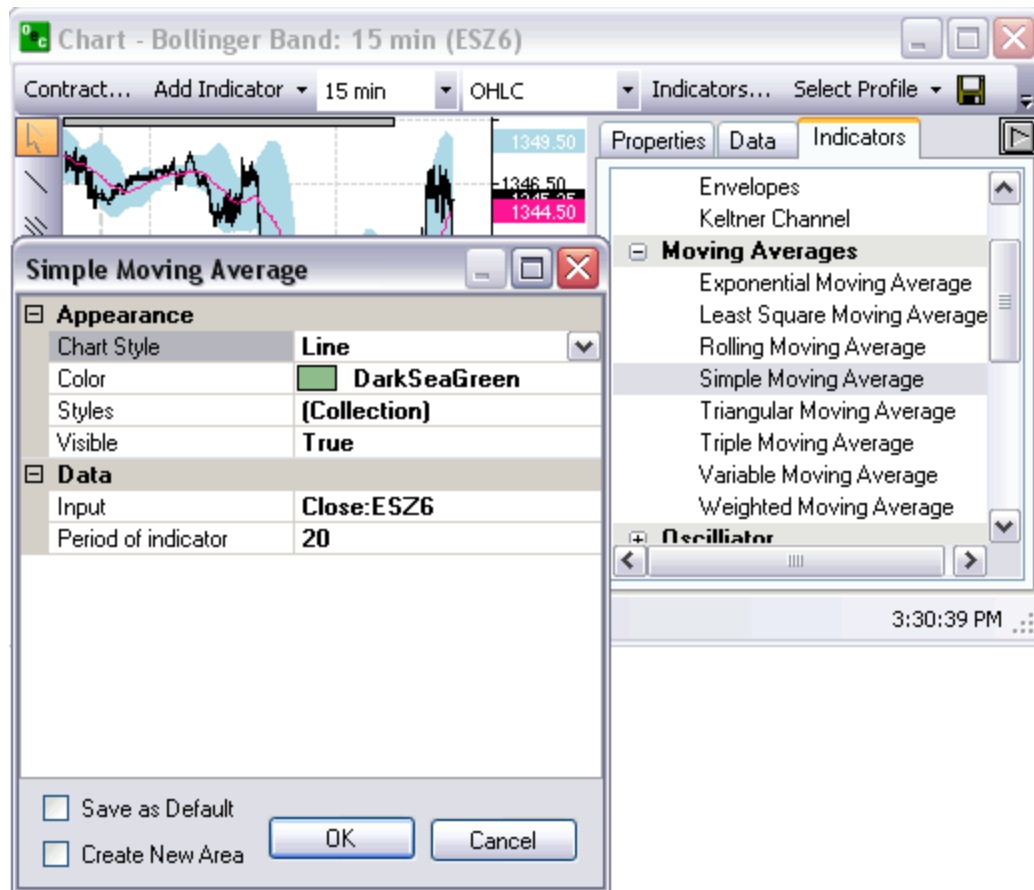 Oec Chart - Bollinger Band: 15 min (ESZ6)
Contract... Add Indicator 15 min OHLC Indicators... Select Profile
1349.50
1346.50
1344.50
Properties Data Indicators
Envelopes
Keltner Channel
Moving Averages
Exponential Moving Average
Least Square Moving Average
Rolling Moving Average
Simple Moving Average
Triangular Moving Average
Triple Moving Average
Variable Moving Average
Weighted Moving Average
Oscilliator
3:30:39 PM
Simple Moving Average
Appearance
Chart Style Line
Color DarkSeaGreen
Styles (Collection)
Visible True
Data
Input Close:ESZ6
Period of indicator 20
Save as Default
Create New Area
OK Cancel